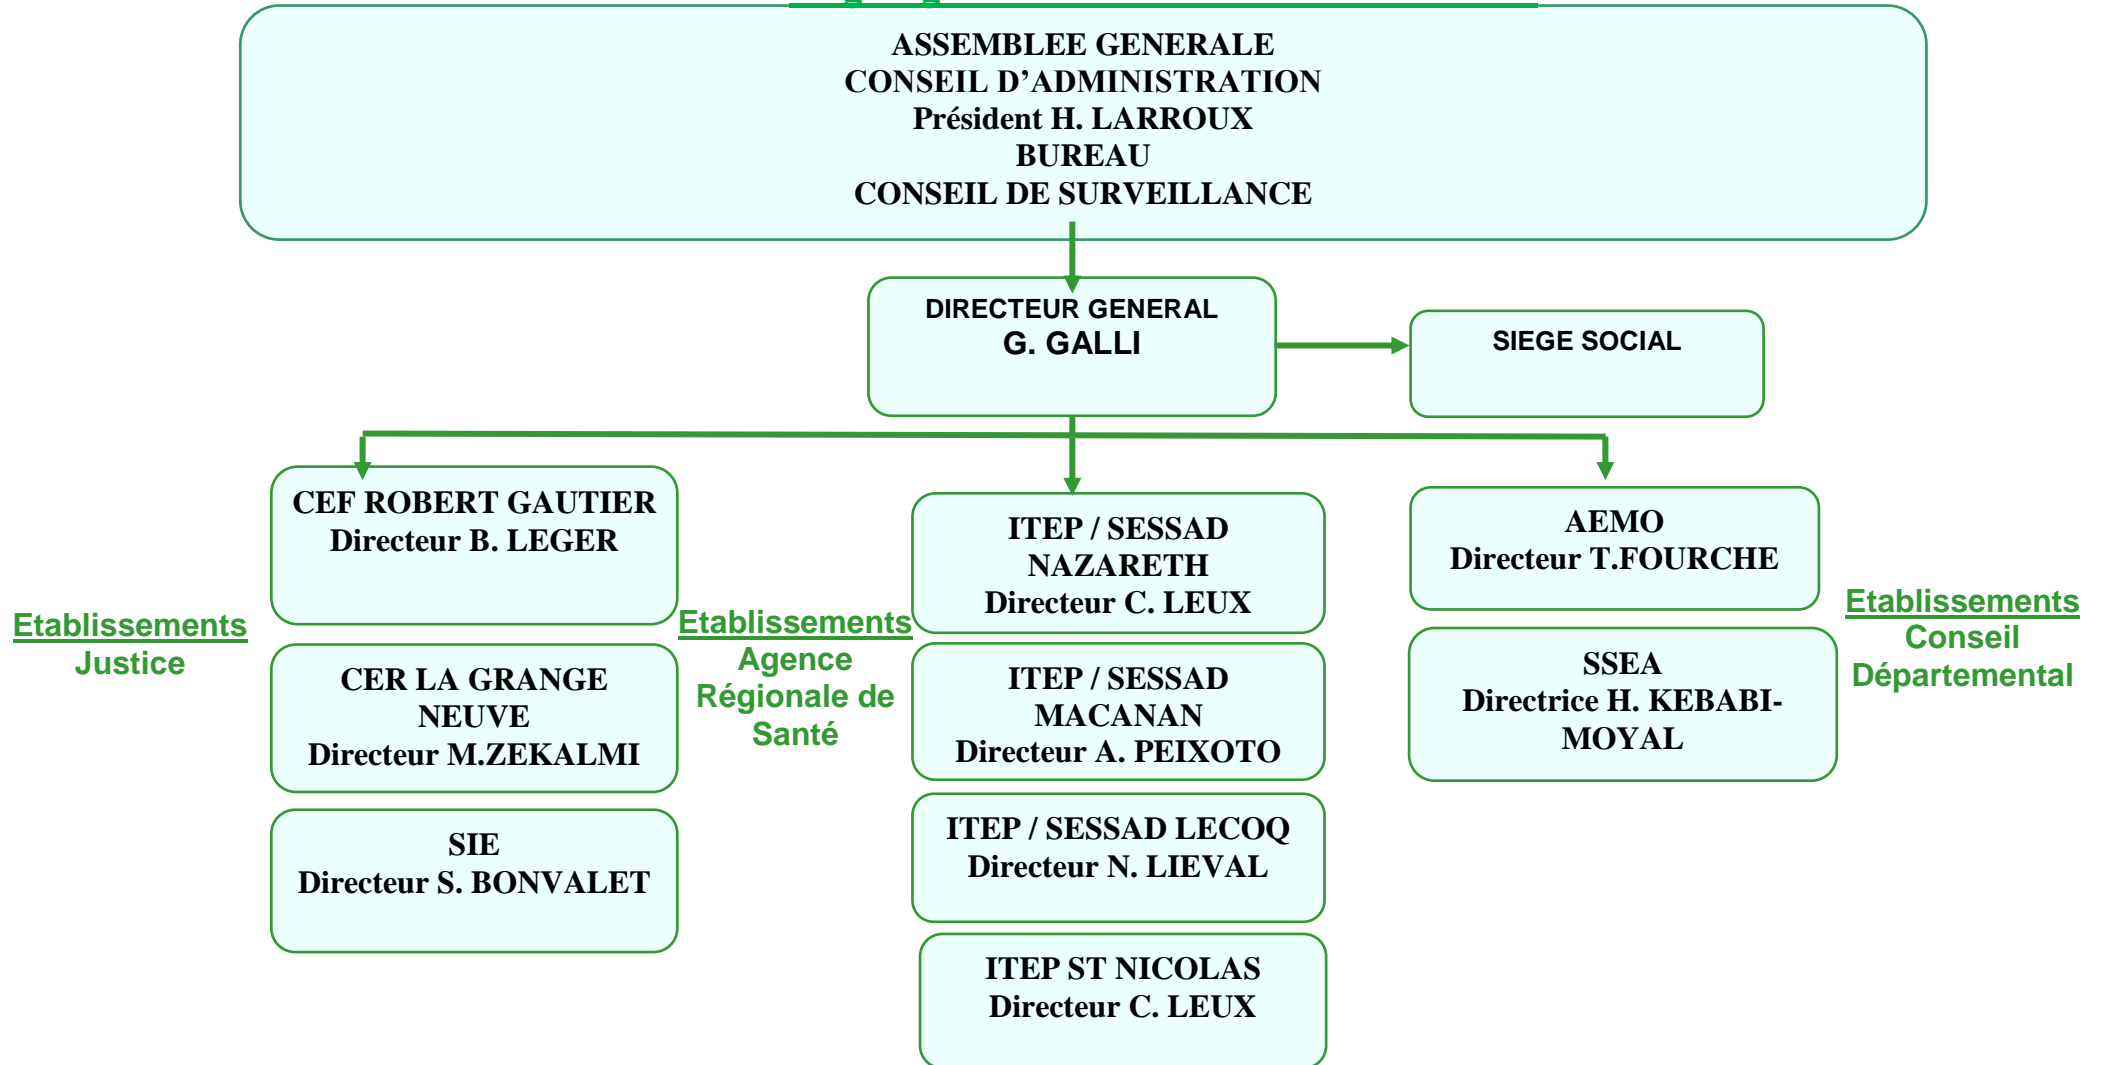 ASSEMBLEE GENERALE
CONSEIL D’ADMINISTRATION
Président H. LARROUX
BUREAU
CONSEIL DE SURVEILLANCE
DIRECTEUR GENERAL
G. GALLI
SIEGE SOCIAL
Etablissements
Justice
CEF ROBERT GAUTIER
Directeur B. LEGER
CER LA GRANGE
NEUVE
Directeur M.ZEKALMI
SIE
Directeur S. BONVALET
Etablissements
Agence
Régionale de
Santé
ITEP / SESSAD
NAZARETH
Directeur C. LEUX
ITEP / SESSAD
MACANAN
Directeur A. PEIXOTO
ITEP / SESSAD LECOQ
Directeur N. LIEVAL
ITEP ST NICOLAS
Directeur C. LEUX
AEMO
Directeur T.FOURCHE
SSEA
Directrice H. KEBABI-
MOYAL
Etablissements
Conseil
Départemental